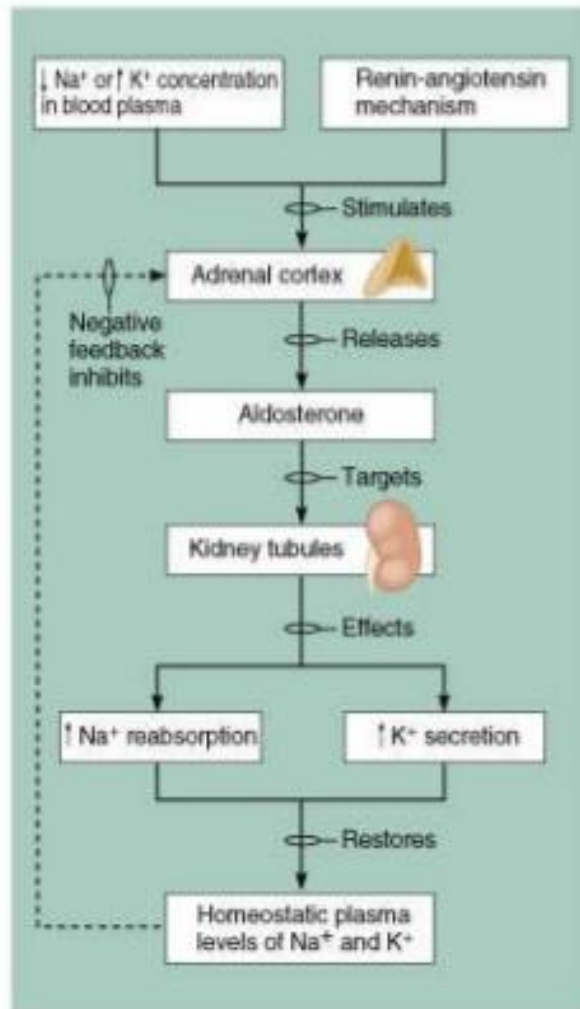 ↓ Na⁺ or ↑ K⁺ concentration
in blood plasma
Renin-angiotensin
mechanism
Stimulates
Adrenal cortex
Negative
feedback
inhibits
Releases
Aldosterone
Targets
Kidney tubules
Effects
↑ Na⁺ reabsorption
↑ K⁺ secretion
Restores
Homeostatic plasma
levels of Na⁺ and K⁺